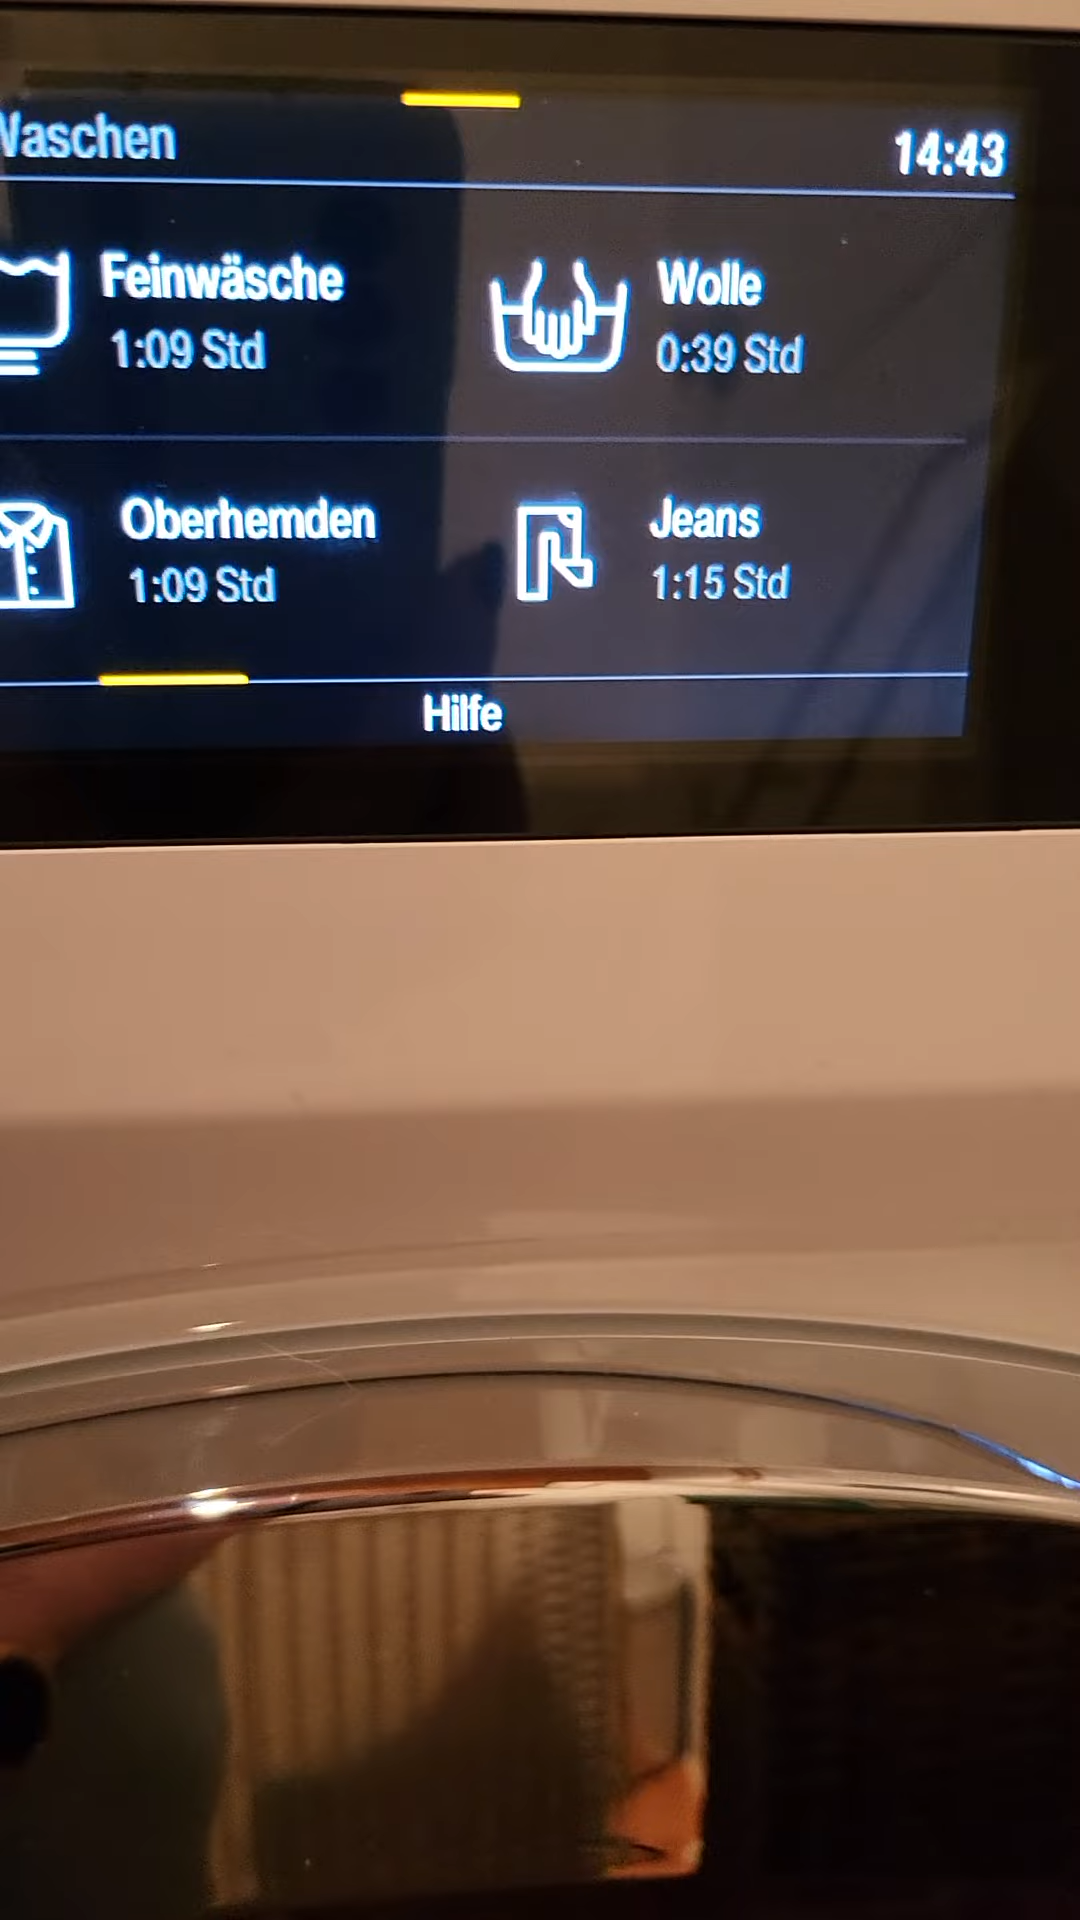 Waschen
14:43
Feinwäsche
1:09 Std
Wolle
0:39 Std
Oberhemden
1:09 Std
Jeans
1:15 Std
Hilfe